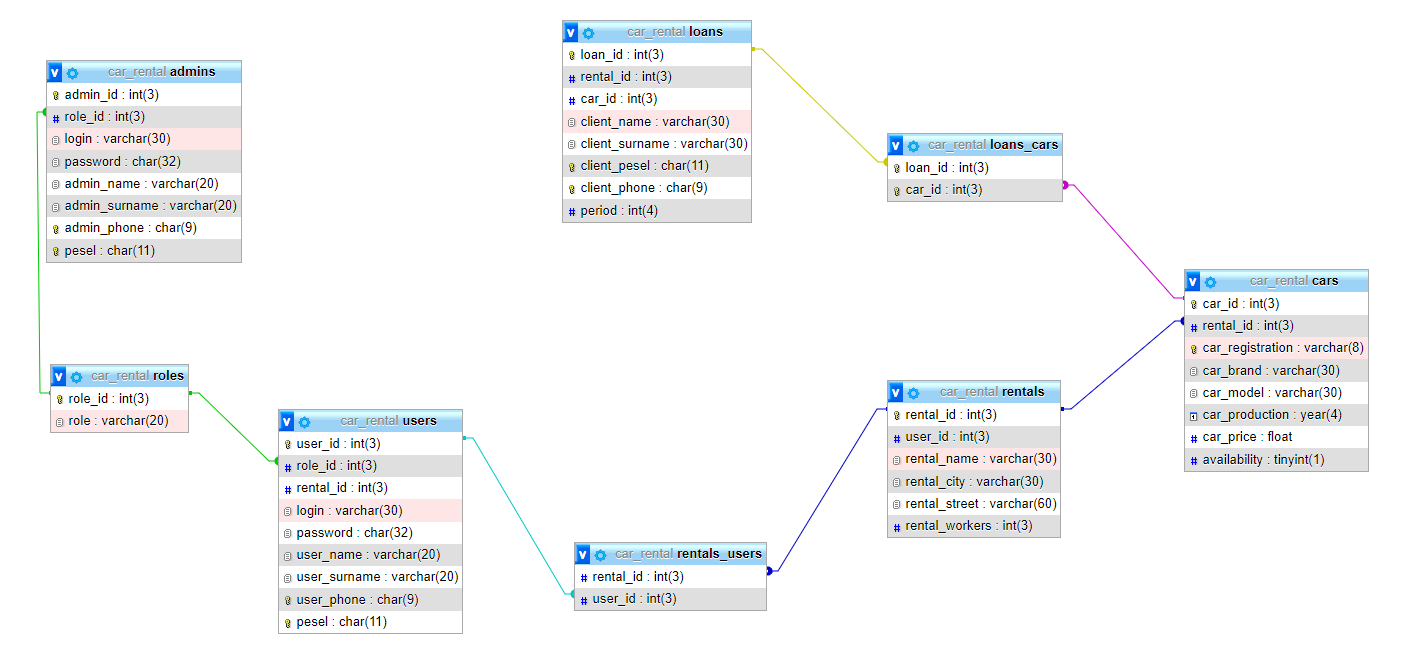 car_rental admins
admin_id : int(3)
role_id : int(3)
login : varchar(30)
password : char(32)
admin_name : varchar(20)
admin_surname : varchar(20)
admin_phone : char(9)
pesel : char(11)
car_rental loans
loan_id : int(3)
rental_id : int(3)
car_id : int(3)
client_name : varchar(30)
client_surname : varchar(30)
client_pesel : char(11)
client_phone : char(9)
period : int(4)
car_rental loans_cars
loan_id : int(3)
car_id : int(3)
car_rental cars
car_id : int(3)
rental_id : int(3)
car_registration : varchar(8)
car_brand : varchar(30)
car_model : varchar(30)
car_production : year(4)
car_price : float
availability : tinyint(1)
car_rental roles
role_id : int(3)
role : varchar(20)
car_rental users
user_id : int(3)
role_id : int(3)
rental_id : int(3)
login : varchar(30)
password : char(32)
user_name : varchar(20)
user_surname : varchar(20)
user_phone : char(9)
pesel : char(11)
car_rental rentals_users
rental_id : int(3)
user_id : int(3)
car_rental rentals
rental_id : int(3)
user_id : int(3)
rental_name : varchar(30)
rental_city : varchar(30)
rental_street : varchar(60)
rental_workers : int(3)